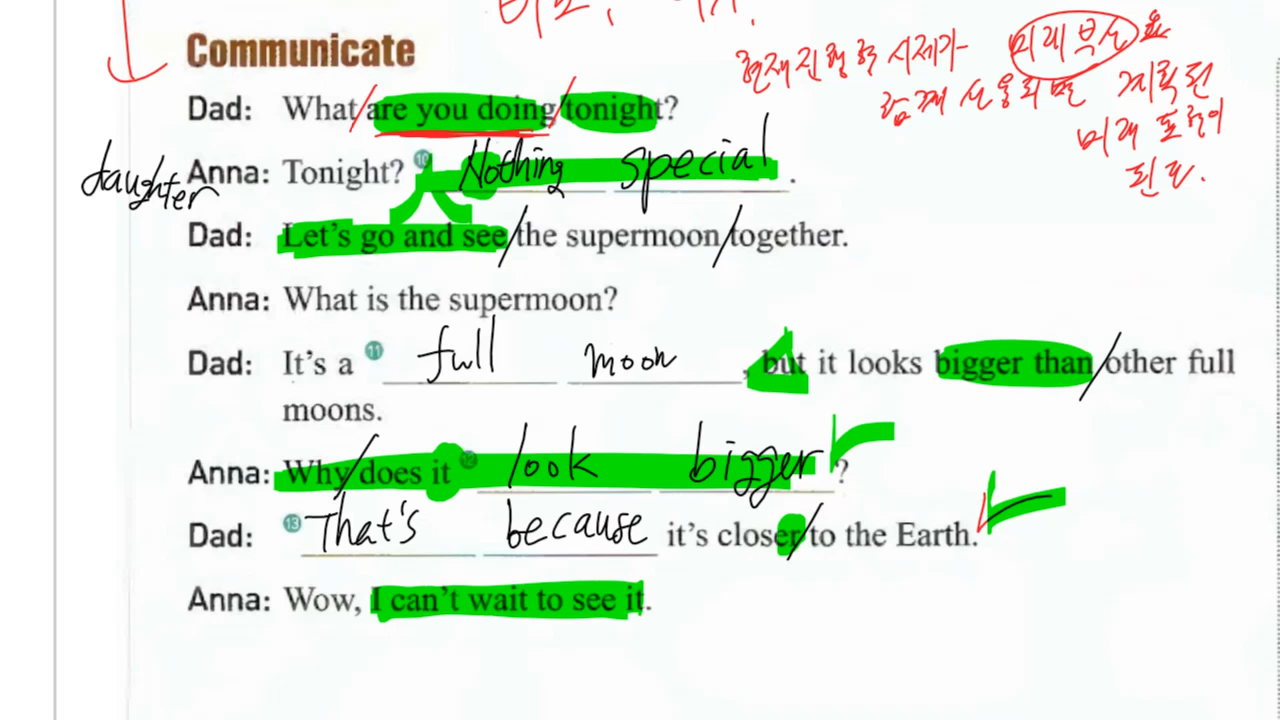 Communicate
현재진행형 시제가 미래 부사와
함께 사용되면 계획된
미래 표현이
된다.
Dad: What/are you doing/tonight?
daughter
Anna: Tonight? ⑩ Nothing special.
Dad: Let's go and see/the supermoon/together.
Anna: What is the supermoon?
Dad: It's a ⑪ full moon, but it looks bigger than/other full
moons.
Anna: Why/does it ⑫ look bigger?
Dad: ⑬ That's because it's closer/to the Earth.
Anna: Wow, I can't wait to see it.